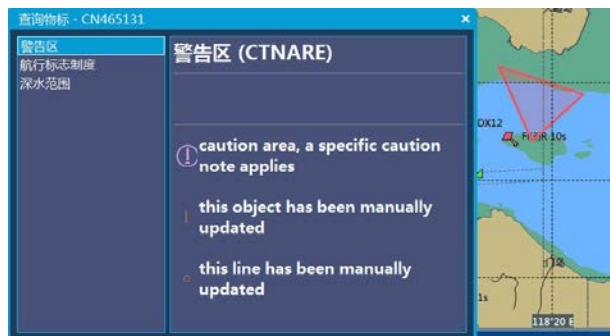 查询物标 - CN465131
×
警告区
航行标志制度
深水范围
警告区 (CTNARE)
caution area, a specific caution
note applies
this object has been manually
updated
this line has been manually
updated
DX12
10s
1s
118°20 E